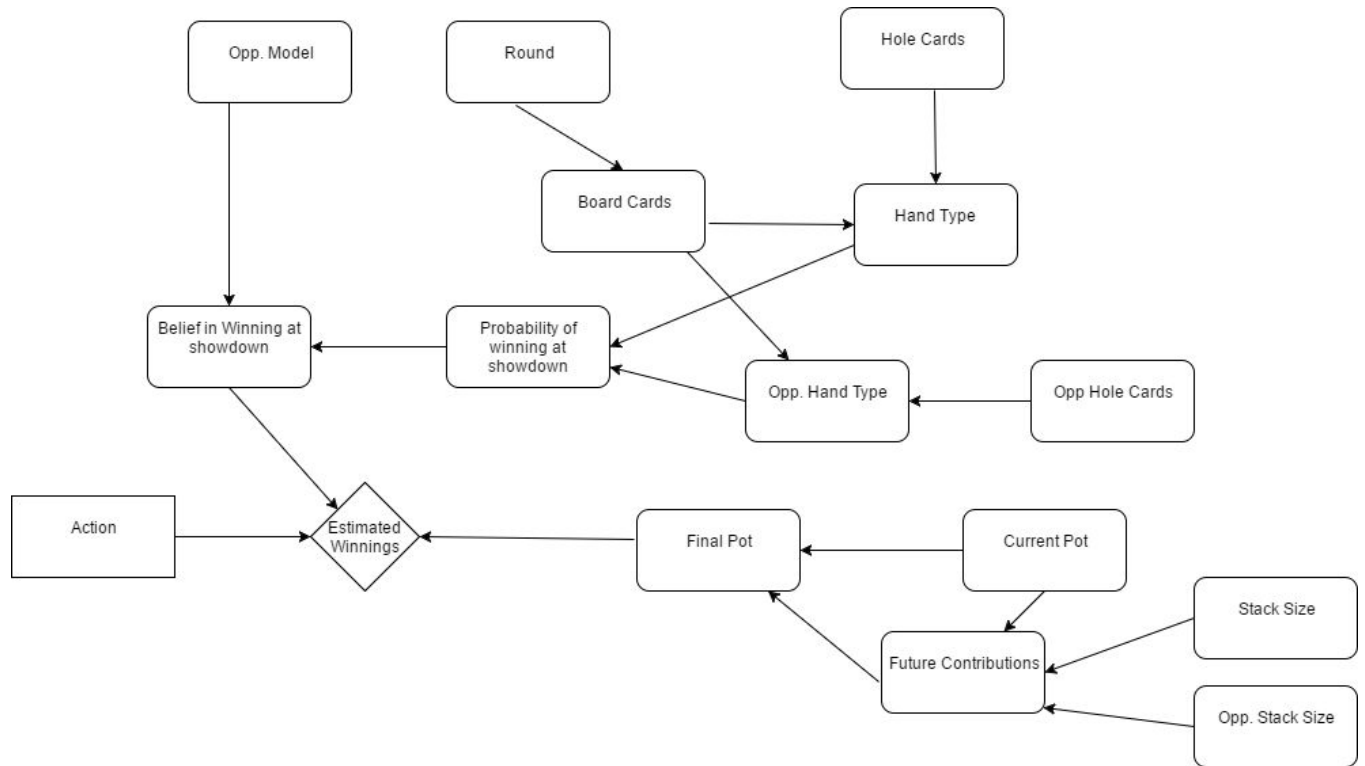 Opp. Model
Round
Hole Cards
Board Cards
Hand Type
Belief in Winning at
showdown
Probability of
winning at
showdown
Opp. Hand Type
Opp Hole Cards
Action
Estimated
Winnings
Final Pot
Current Pot
Stack Size
Future Contributions
Opp. Stack Size